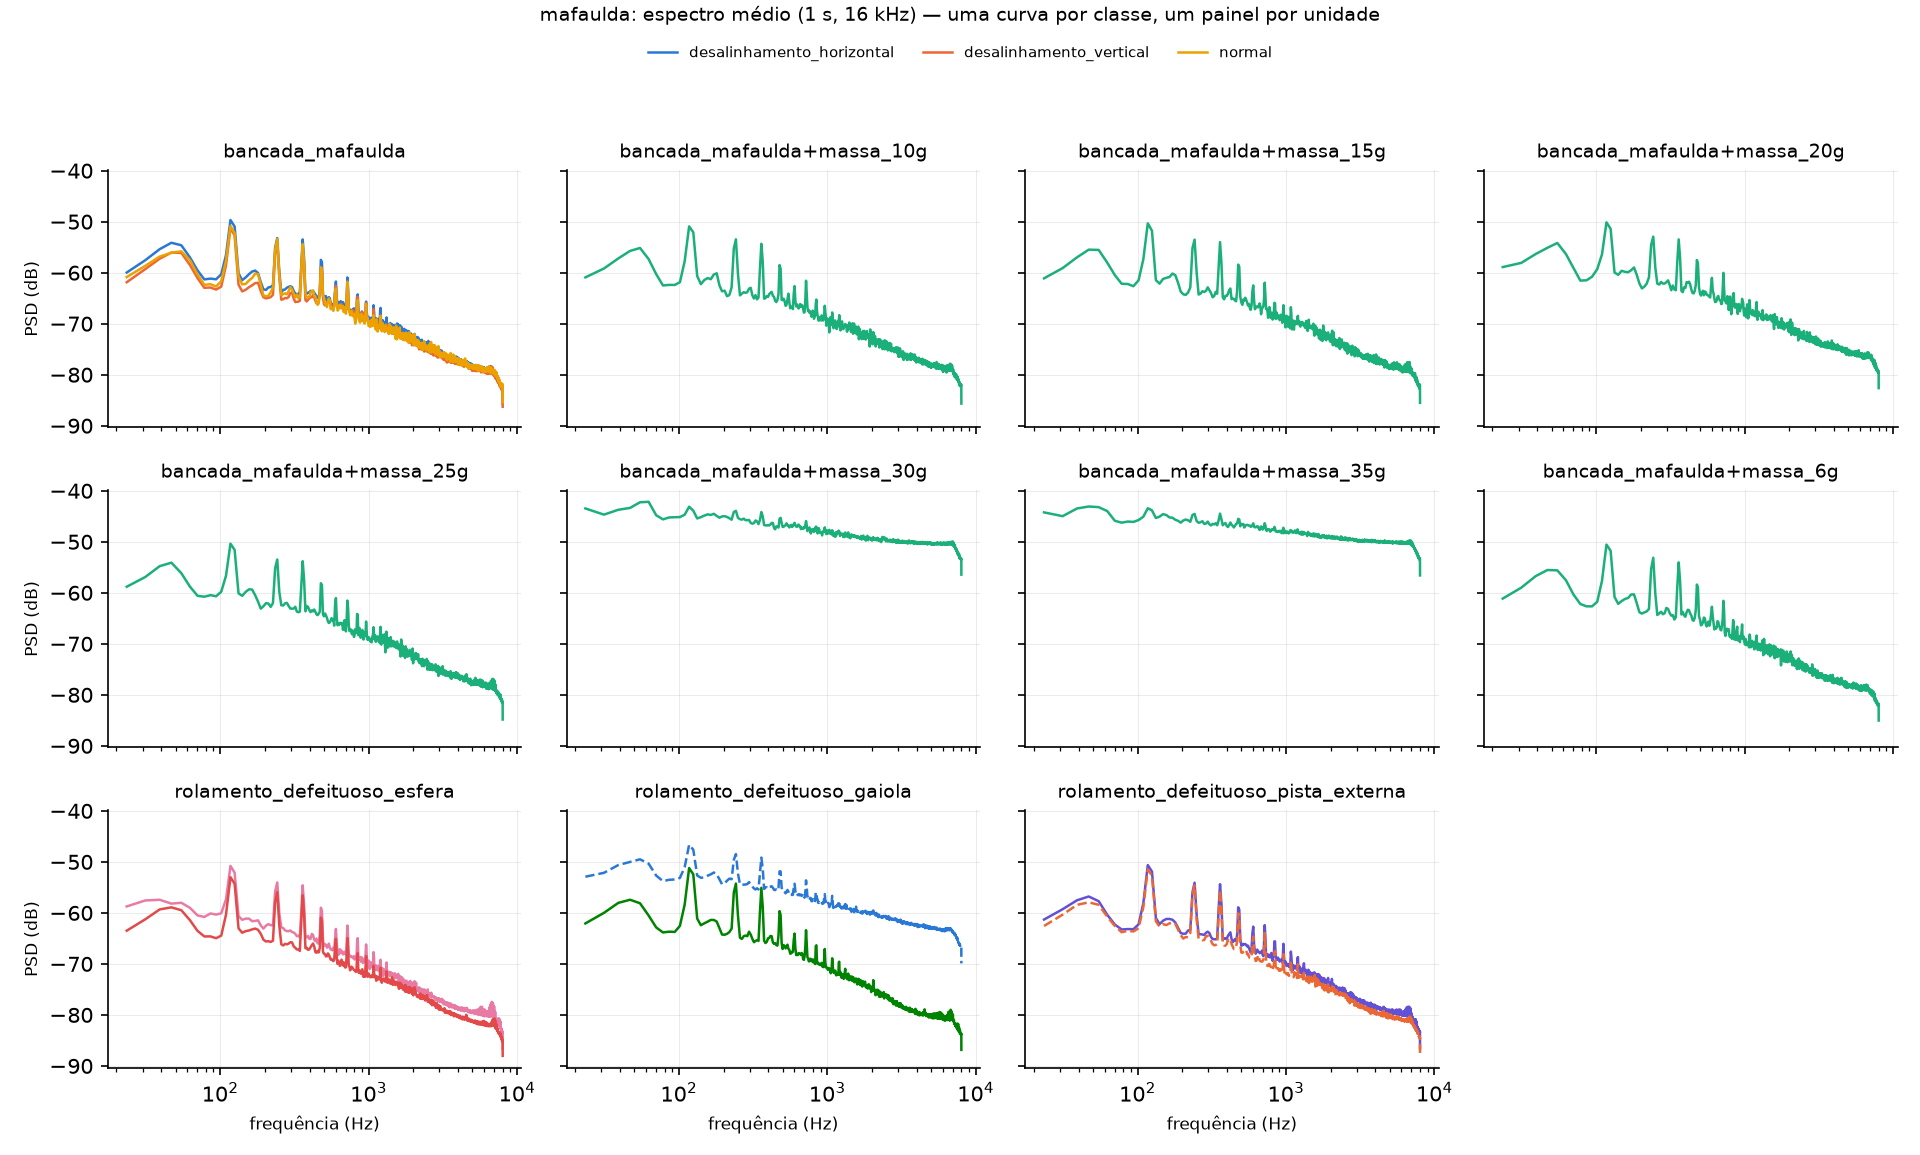 mafaulda: espectro médio (1 s, 16 kHz) — uma curva por classe, um painel por unidade
desalinhamento_horizontal desalinhamento_vertical normal
bancada_mafaulda bancada_mafaulda+massa_10g bancada_mafaulda+massa_15g bancada_mafaulda+massa_20g
−40
−50
−60
−70
−80
−90
PSD (dB)
bancada_mafaulda+massa_25g bancada_mafaulda+massa_30g bancada_mafaulda+massa_35g bancada_mafaulda+massa_6g
−40
−50
−60
−70
−80
−90
PSD (dB)
rolamento_defeituoso_esfera rolamento_defeituoso_gaiola rolamento_defeituoso_pista_externa
−40
−50
−60
−70
−80
−90
PSD (dB)
10² 10³ 10⁴ 10² 10³ 10⁴ 10² 10³ 10⁴
frequência (Hz) frequência (Hz) frequência (Hz)